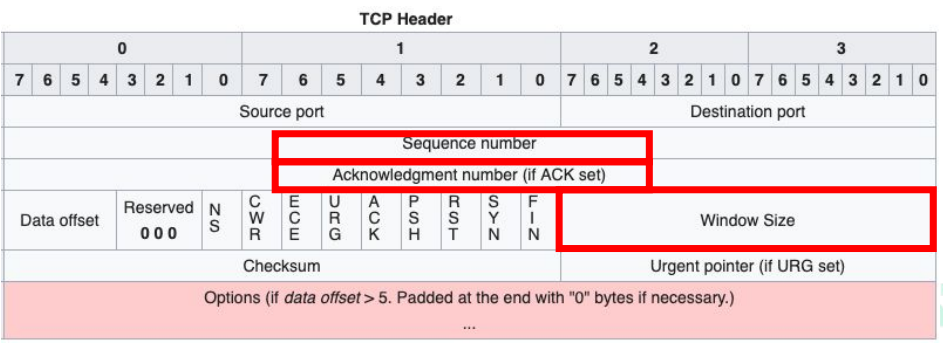 TCP Header
0 1 2 3
7 6 5 4 3 2 1 0 7 6 5 4 3 2 1 0 7 6 5 4 3 2 1 0 7 6 5 4 3 2 1 0
Source port Destination port
Sequence number
Acknowledgment number (if ACK set)
Data offset Reserved 0 0 0 NS CWR ECE URG ACK PSH RST SYN FIN Window Size
Checksum Urgent pointer (if URG set)
Options (if data offset > 5. Padded at the end with "0" bytes if necessary.)
...